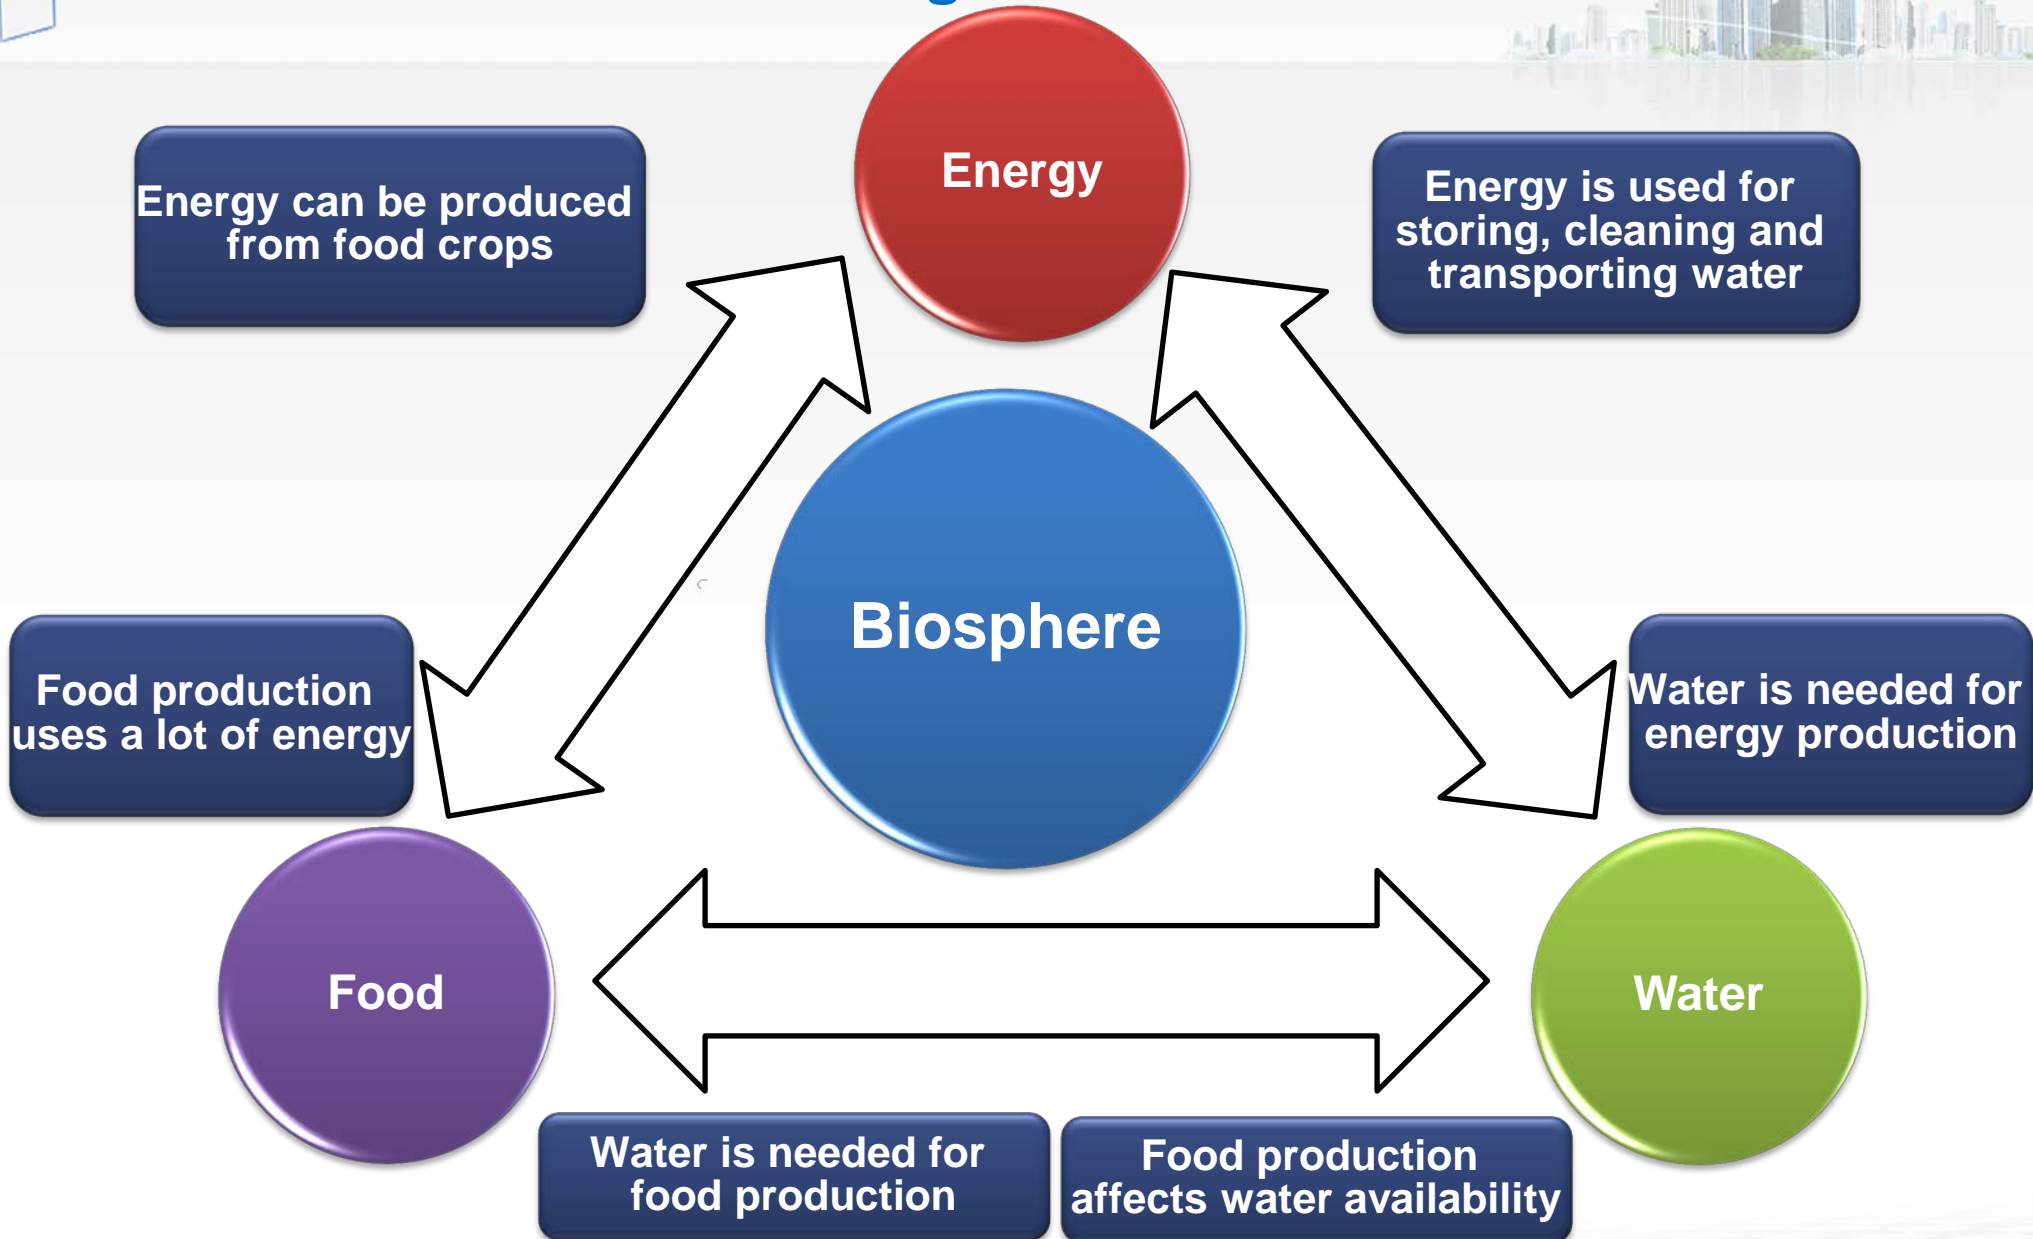 Energy
Energy can be produced
from food crops
Energy is used for
storing, cleaning and
transporting water
Biosphere
Food production
uses a lot of energy
Water is needed for
energy production
Food
Water
Water is needed for
food production
Food production
affects water availability